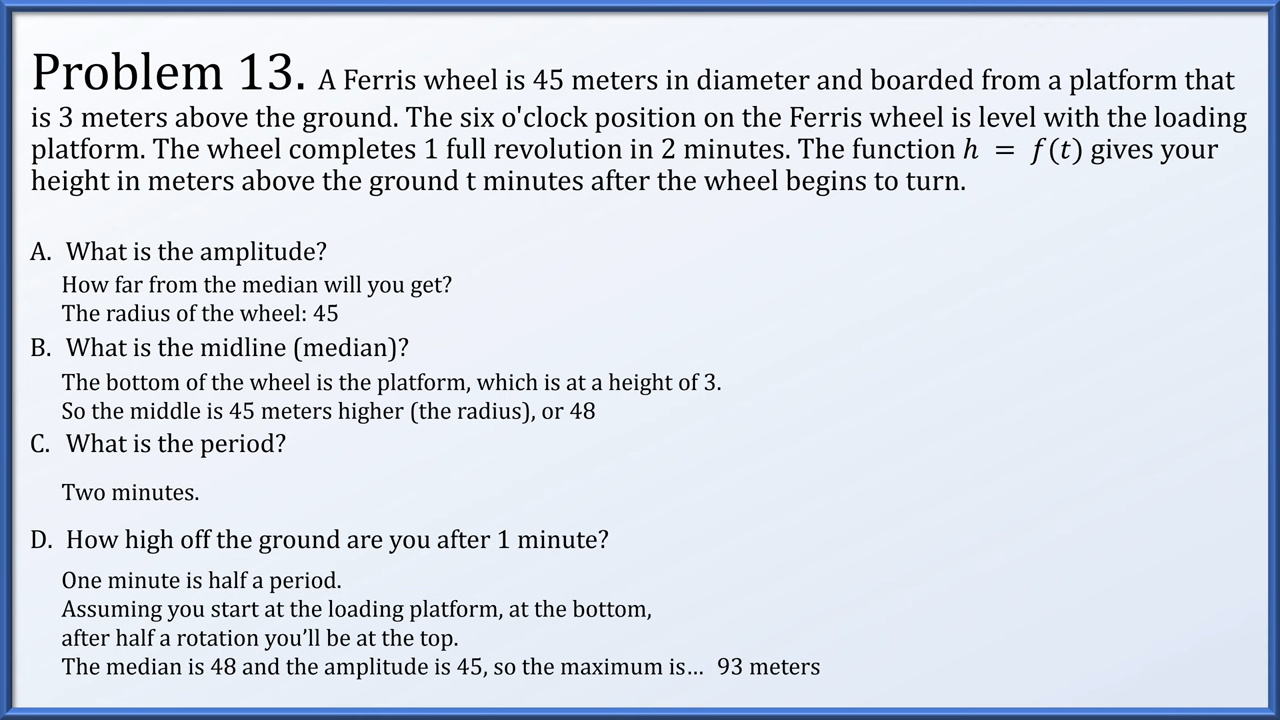 Problem 13. A Ferris wheel is 45 meters in diameter and boarded from a platform that
is 3 meters above the ground. The six o'clock position on the Ferris wheel is level with the loading
platform. The wheel completes 1 full revolution in 2 minutes. The function h = f(t) gives your
height in meters above the ground t minutes after the wheel begins to turn.
A. What is the amplitude?
How far from the median will you get?
The radius of the wheel: 45
B. What is the midline (median)?
The bottom of the wheel is the platform, which is at a height of 3.
So the middle is 45 meters higher (the radius), or 48
C. What is the period?
Two minutes.
D. How high off the ground are you after 1 minute?
One minute is half a period.
Assuming you start at the loading platform, at the bottom,
after half a rotation you’ll be at the top.
The median is 48 and the amplitude is 45, so the maximum is… 93 meters